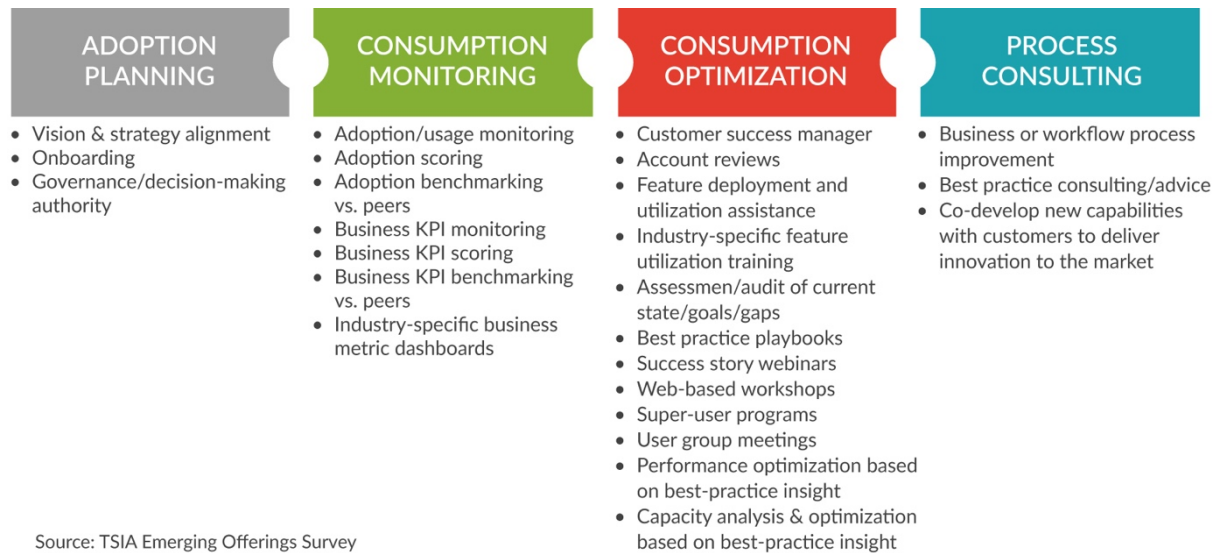 ADOPTION
PLANNING
• Vision & strategy alignment
• Onboarding
• Governance/decision-making
authority
CONSUMPTION
MONITORING
• Adoption/usage monitoring
• Adoption scoring
• Adoption benchmarking
vs. peers
• Business KPI monitoring
• Business KPI scoring
• Business KPI benchmarking
vs. peers
• Industry-specific business
metric dashboards
CONSUMPTION
OPTIMIZATION
• Customer success manager
• Account reviews
• Feature deployment and
utilization assistance
• Industry-specific feature
utilization training
• Assessmen/audit of current
state/goals/gaps
• Best practice playbooks
• Success story webinars
• Web-based workshops
• Super-user programs
• User group meetings
• Performance optimization based
on best-practice insight
• Capacity analysis & optimization
based on best-practice insight
PROCESS
CONSULTING
• Business or workflow process
improvement
• Best practice consulting/advice
• Co-develop new capabilities
with customers to deliver
innovation to the market
Source: TSIA Emerging Offerings Survey